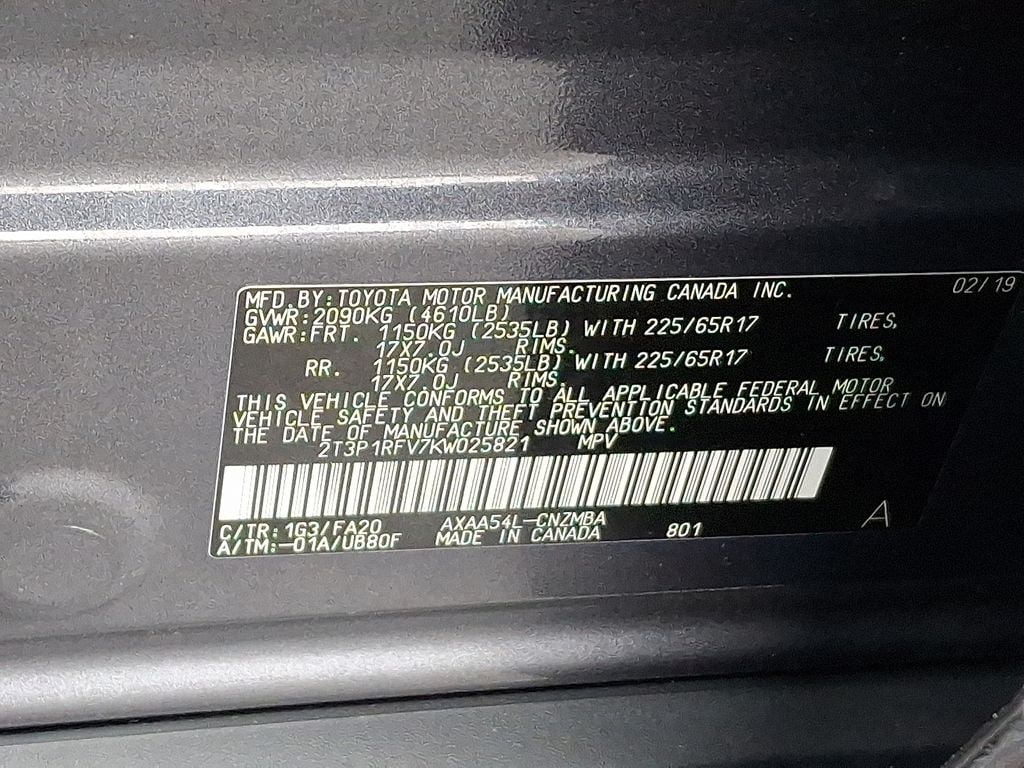 MFD.BY:TOYOTA MOTOR MANUFACTURING CANADA INC. 02/19
GVWR:2090KG (4610LB)
GAWR:FRT. 1150KG (2535LB) WITH 225/65R17 TIRES,
17X7.0J RIMS.
RR. 1150KG (2535LB) WITH 225/65R17 TIRES,
17X7.0J RIMS.
THIS VEHICLE CONFORMS TO ALL APPLICABLE FEDERAL MOTOR
VEHICLE SAFETY AND THEFT PREVENTION STANDARDS IN EFFECT ON
THE DATE OF MANUFACTURE SHOWN ABOVE.
2T3P1RFV7KW025821 MPV
C/TR:1G3/FA20 AXAA54L-CNZMBA 801 A
A/TM:-01A/UB80F MADE IN CANADA